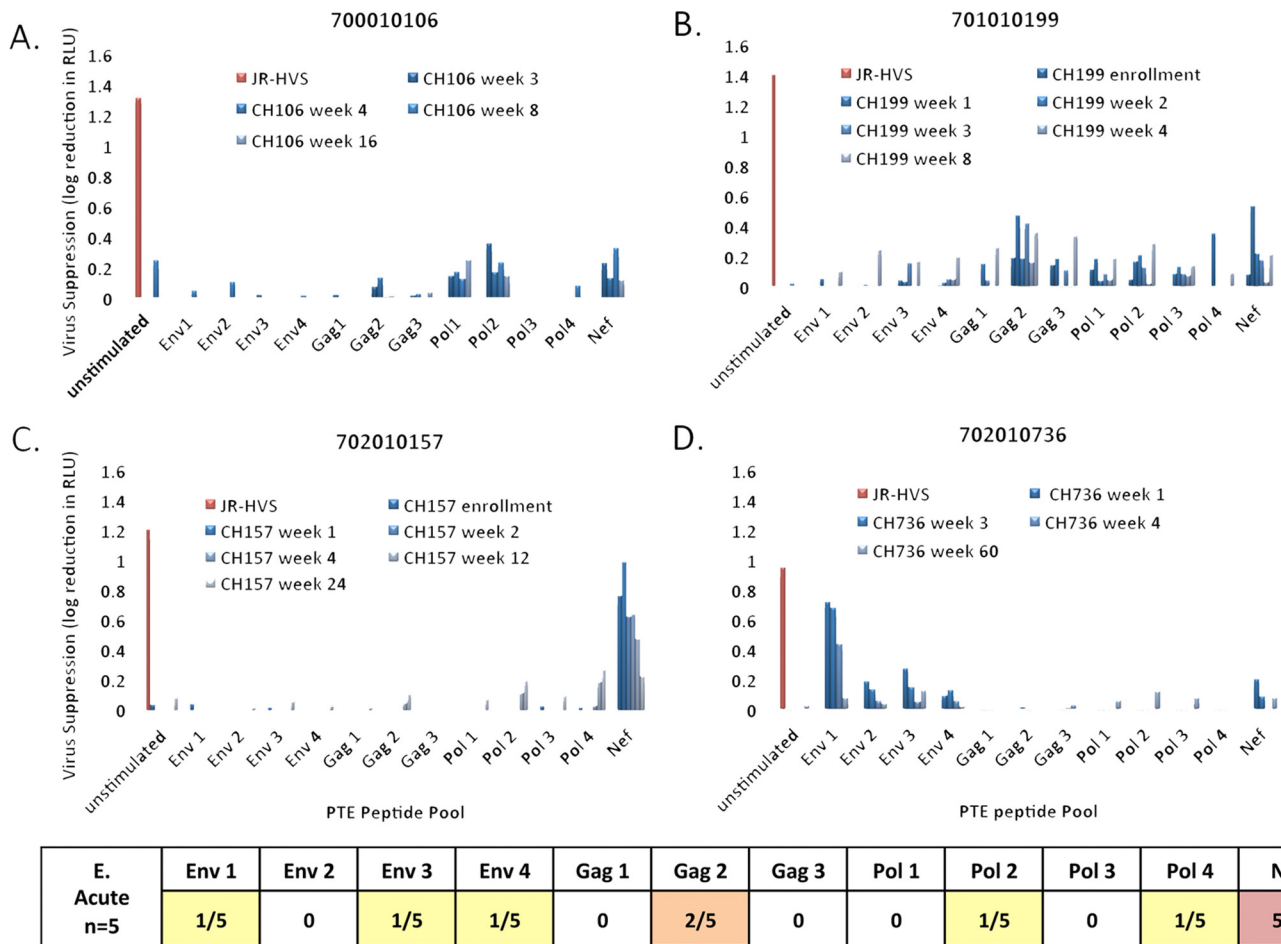 A.
700010106
Virus Suppression (log reduction in RLU)
1.6
1.4
1.2
1
0.8
0.6
0.4
0.2
0
JR-HVS
CH106 week 3
CH106 week 4
CH106 week 8
CH106 week 16
unstimulated
Env1
Env2
Env3
Env4
Gag1
Gag2
Gag3
Pol1
Pol2
Pol3
Pol4
Nef
B.
701010199
1.6
1.4
1.2
1
0.8
0.6
0.4
0.2
0
JR-HVS
CH199 enrollment
CH199 week 1
CH199 week 2
CH199 week 3
CH199 week 4
CH199 week 8
unstimulated
Env 1
Env 2
Env 3
Env 4
Gag 1
Gag 2
Gag 3
Pol 1
Pol 2
Pol 3
Pol 4
Nef
C.
702010157
Virus Suppression (log reduction in RLU)
1.6
1.4
1.2
1
0.8
0.6
0.4
0.2
0
JR-HVS
CH157 enrollment
CH157 week 1
CH157 week 2
CH157 week 4
CH157 week 12
CH157 week 24
unstimulated
Env 1
Env 2
Env 3
Env 4
Gag 1
Gag 2
Gag 3
Pol 1
Pol 2
Pol 3
Pol 4
Nef
PTE Peptide Pool
D.
702010736
1.6
1.4
1.2
1
0.8
0.6
0.4
0.2
0
JR-HVS
CH736 week 1
CH736 week 3
CH736 week 4
CH736 week 60
unstimulated
Env 1
Env 2
Env 3
Env 4
Gag 1
Gag 2
Gag 3
Pol 1
Pol 2
Pol 3
Pol 4
Nef
PTE peptide Pool
E. Env 1 Env 2 Env 3 Env 4 Gag 1 Gag 2 Gag 3 Pol 1 Pol 2 Pol 3 Pol 4
Acute
n=5 1/5 0 1/5 1/5 0 2/5 0 0 1/5 0 1/5